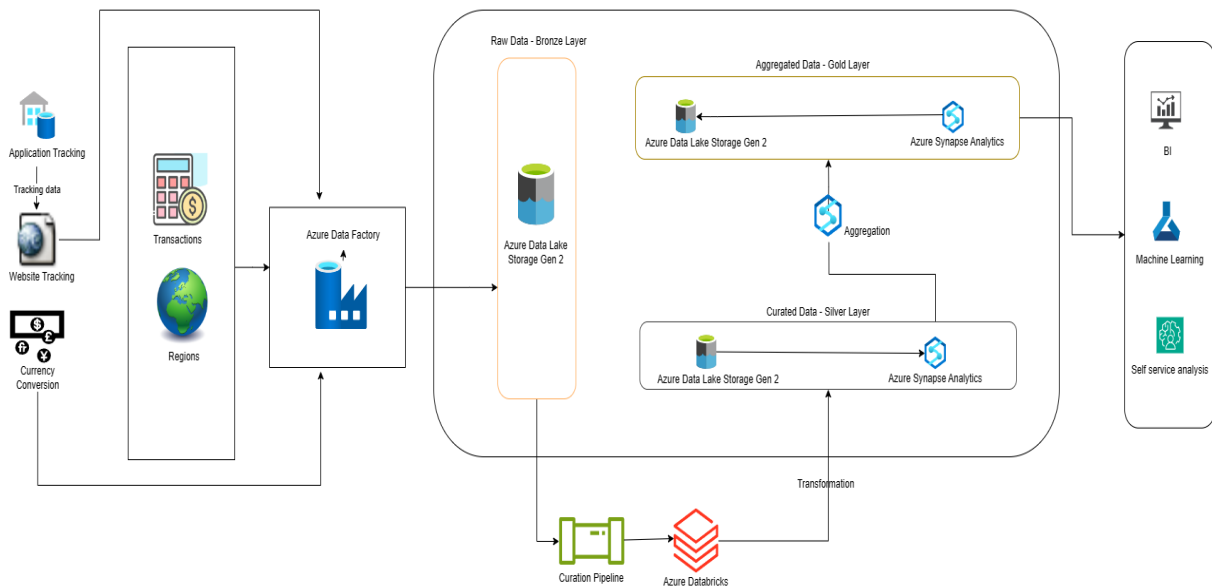 Application Tracking
Tracking data
Website Tracking
Currency
Conversion
Transactions
Regions
Azure Data Factory
Raw Data - Bronze Layer
Azure Data Lake
Storage Gen 2
Aggregated Data - Gold Layer
Azure Data Lake Storage Gen 2
Azure Synapse Analytics
Aggregation
Curated Data - Silver Layer
Azure Data Lake Storage Gen 2
Azure Synapse Analytics
Transformation
Curation Pipeline
Azure Databricks
BI
Machine Learning
Self service analysis